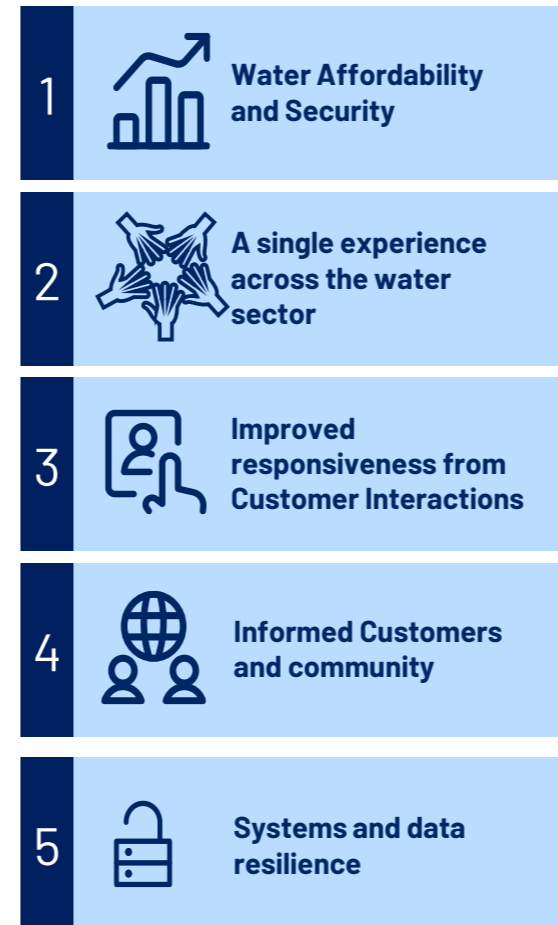 1
Water Affordability
and Security
2
A single experience
across the water
sector
3
Improved
responsiveness from
Customer Interactions
4
Informed Customers
and community
5
Systems and data
resilience